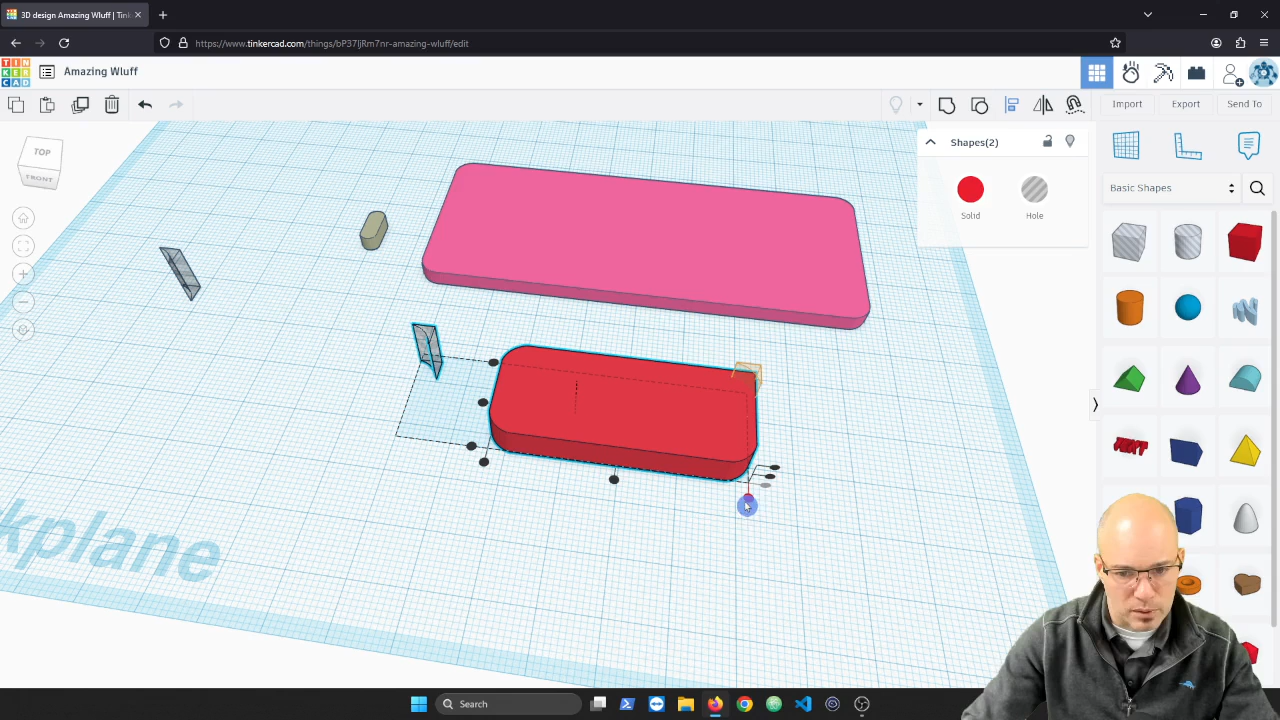 3D design Amazing Wluff | Tin
https://www.tinkercad.com/things/bP37ljRm7nr-amazing-wluff/edit
TIN
KER
CAD
Amazing Wluff
Import
Export
Send To
TOP
FRONT
Shapes(2)
Solid
Hole
Basic Shapes
TEXT
kplane
Search